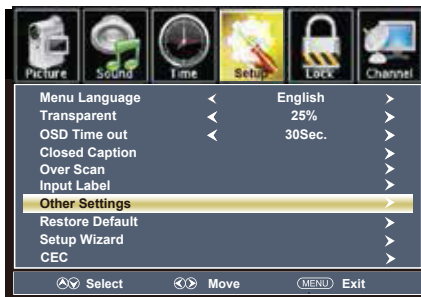 Picture Sound Time Setup Lock Channel
Menu Language < English >
Transparent < 25% >
OSD Time out < 30Sec. >
Closed Caption >
Over Scan >
Input Label >
Other Settings >
Restore Default >
Setup Wizard >
CEC >
Select Move MENU Exit